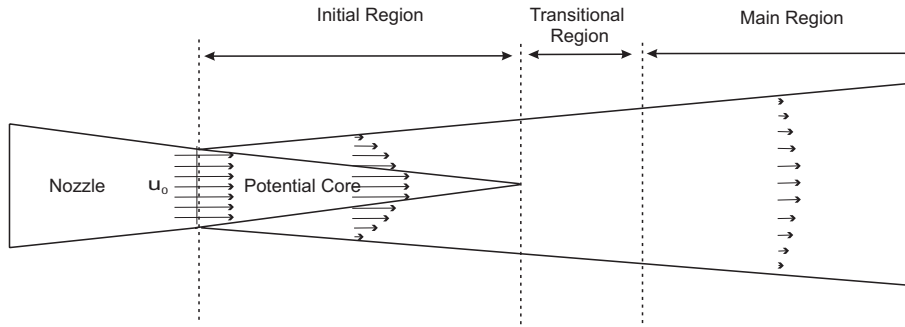 Initial Region
Transitional
Region
Main Region
Nozzle
u₀
Potential Core